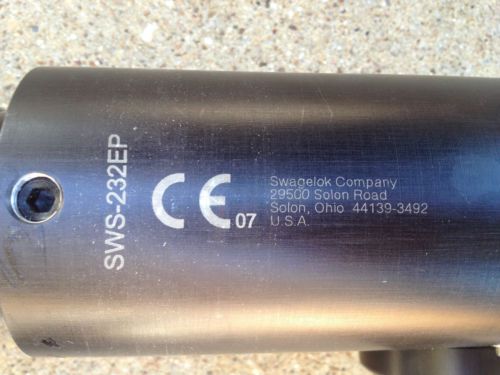 SWS-232EP
CE 07
Swagelok Company
29500 Solon Road
Solon, Ohio 44139-3492
U.S.A.